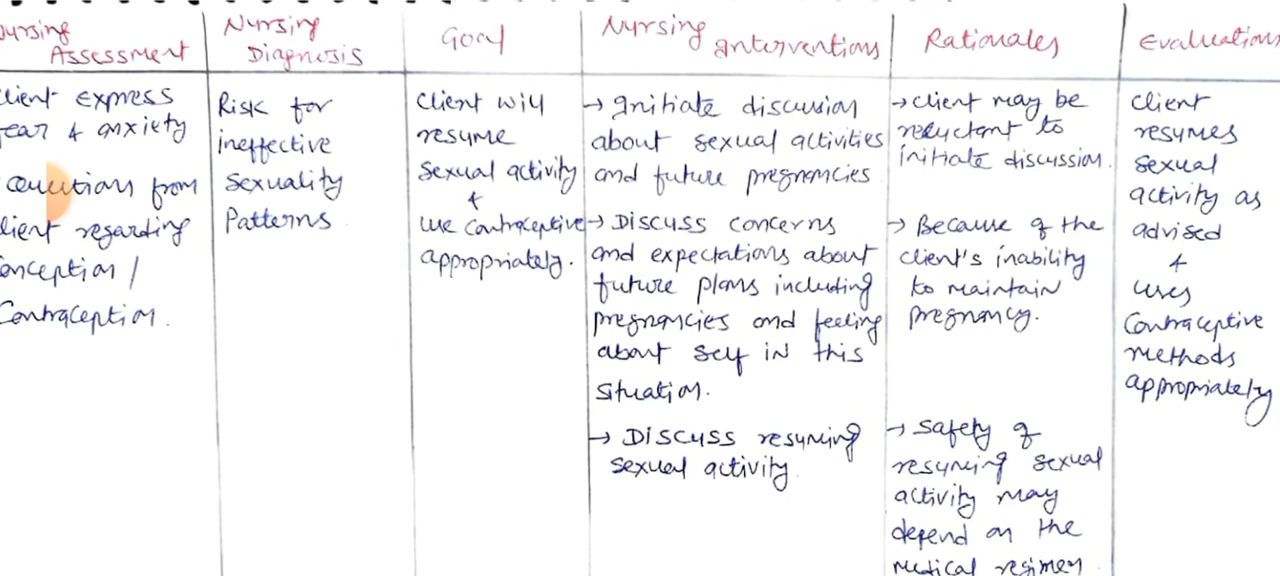 ursing Assessment
Nursing Diagnosis
Goal
Nursing Interventions
Rationales
Evaluation
lient express
ear & anxiety
from
lient regarding
onception /
Contraception.
Risk for
ineffective
Sexuality
Patterns
Client will
resume
Sexual activity
&
use Contraceptive
appropriately.
→ Initiate discussion
about sexual activities
and future pregnancies
→ Discuss concerns
and expectations about
future plans including
pregnancies and feeling
about self in this
situation.
→ Discuss resuming
sexual activity.
→ client may be
reluctant to
initiate discussion.
→ Because of the
client's inability
to maintain
pregnancy.
→ Safety of
resuming sexual
activity may
depend on the
medical regimen
Client
resumes
sexual
activity as
advised
&
uses
Contraceptive
methods
appropriately